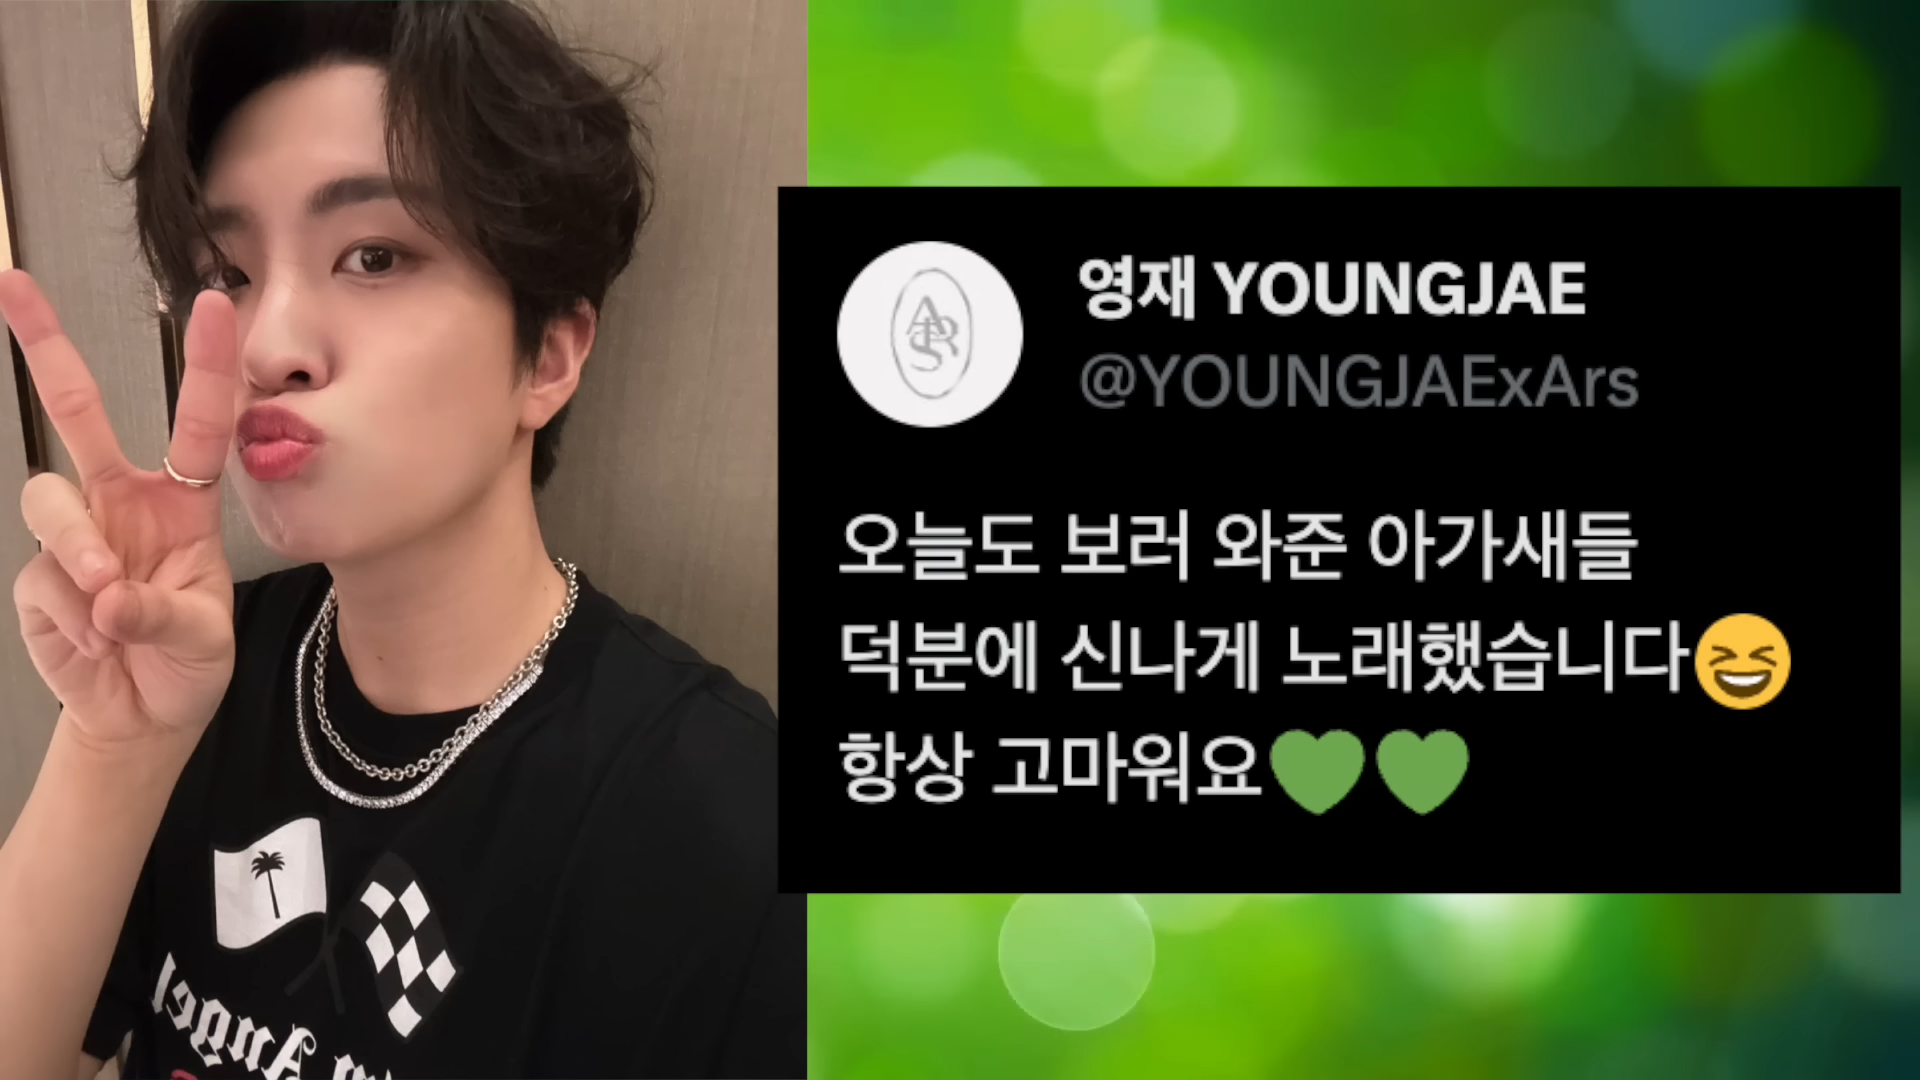 영재 YOUNGJAE
@YOUNGJAExArs
오늘도 보러 와준 아가새들
덕분에 신나게 노래했습니다😆
항상 고마워요💚💚
ARS